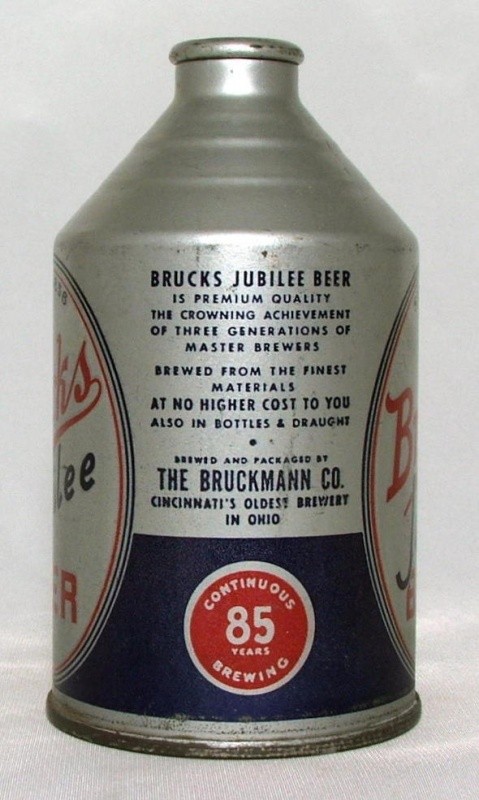 BRUCKS JUBILEE BEER
IS PREMIUM QUALITY
THE CROWNING ACHIEVEMENT
OF THREE GENERATIONS OF
MASTER BREWERS
BREWED FROM THE FINEST
MATERIALS
AT NO HIGHER COST TO YOU
ALSO IN BOTTLES & DRAUGHT
BREWED AND PACKAGED BY
THE BRUCKMANN CO.
CINCINNATI'S OLDEST BREWERY
IN OHIO
CONTINUOUS
85
YEARS
BREWING